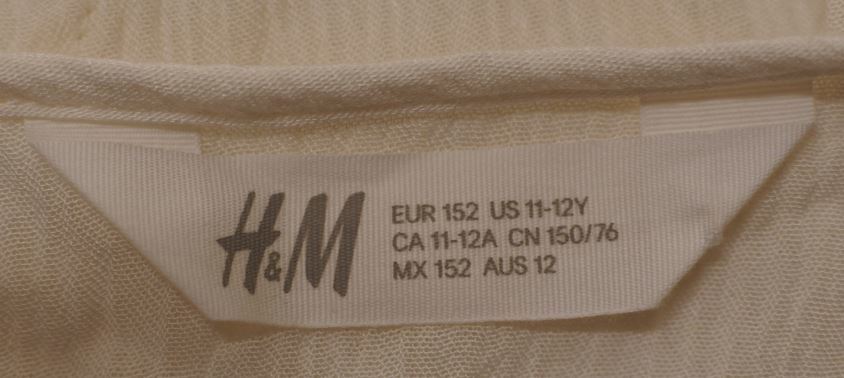 H&M
EUR 152 US 11-12Y
CA 11-12A CN 150/76
MX 152 AUS 12